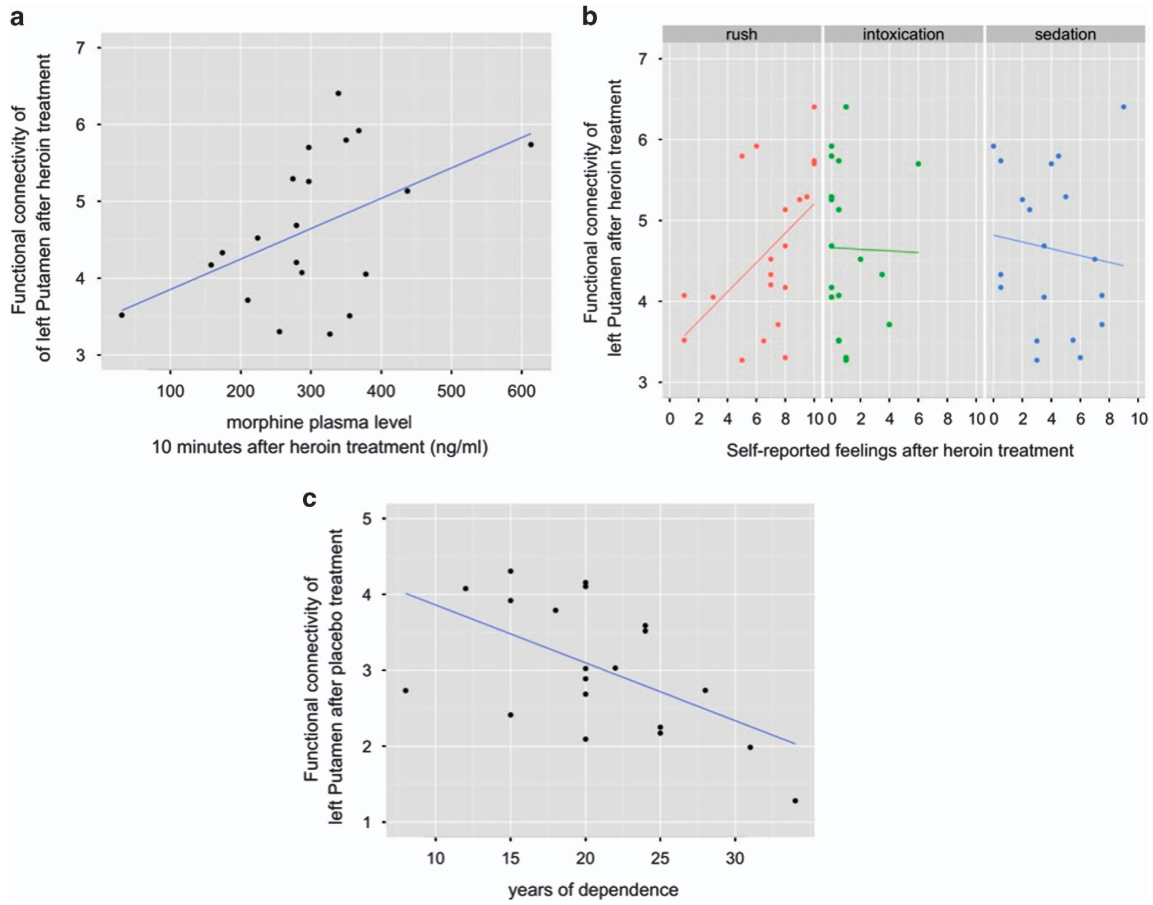 a
7
6
5
4
3
Functional connectivity of
of left Putamen after heroin treatment
100 200 300 400 500 600
morphine plasma level
10 minutes after heroin treatment (ng/ml)
b
rush intoxication sedation
7
6
5
4
3
Functional connectivity of
left Putamen after heroin treatment
0 2 4 6 8 10 0 2 4 6 8 10 0 2 4 6 8 10
Self-reported feelings after heroin treatment
c
5
4
3
2
1
Functional connectivity of
left Putamen after placebo treatment
10 15 20 25 30
years of dependence